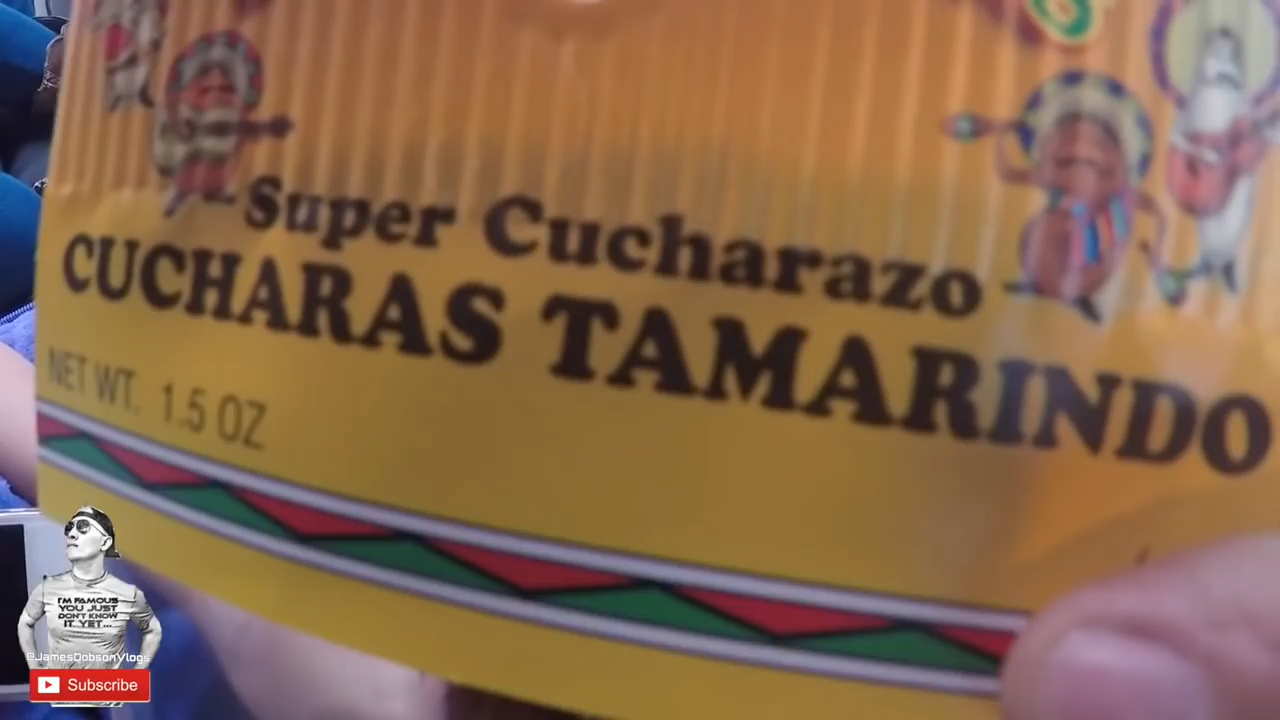 Super Cucharazo
CUCHARAS TAMARINDO
NET WT. 1.5 OZ
I'M FAMOUS
YOU JUST
DON'T KNOW
IT YET...
@JamesDobsonVlogs
Subscribe